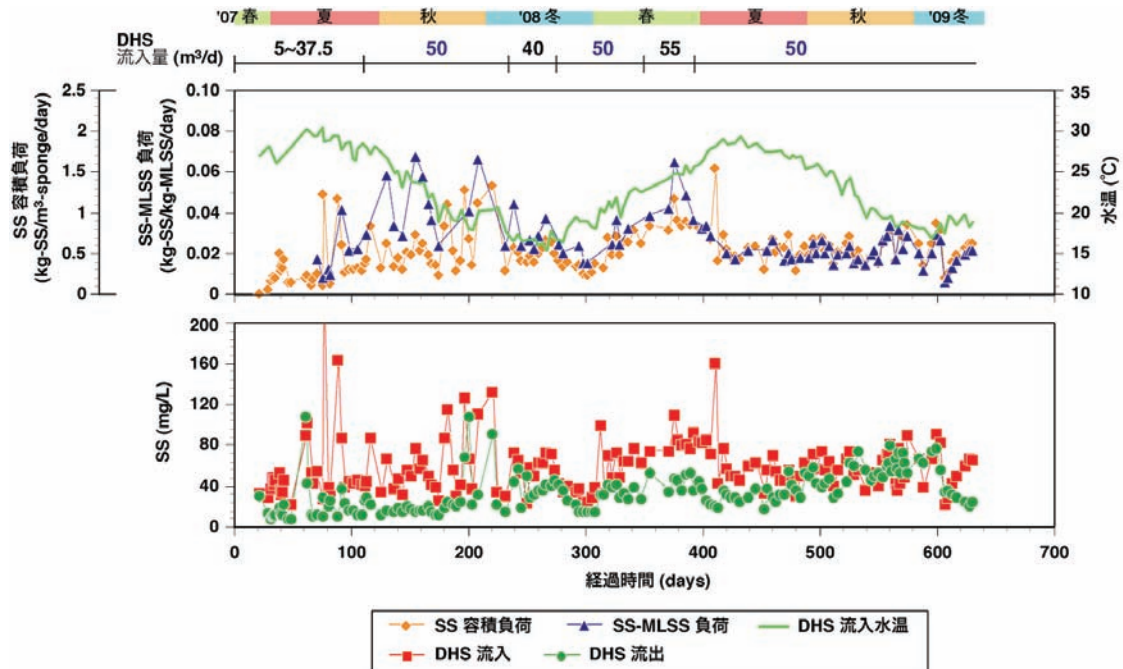 '07 春 夏 秋 '08 冬 春 夏 秋 '09 冬
DHS
流入量 (m³/d)
5~37.5 50 40 50 55 50
SS 容積負荷
(kg-SS/m³-sponge/day)
2.5
2
1.5
1
0.5
0
SS-MLSS 負荷
(kg-SS/kg-MLSS/day)
0.10
0.08
0.06
0.04
0.02
0
35
30
25
20
15
10
水温 (℃)
SS (mg/L)
200
160
120
80
40
0
0 100 200 300 400 500 600 700
経過時間 (days)
SS 容積負荷 SS-MLSS 負荷 DHS 流入水温
DHS 流入 DHS 流出